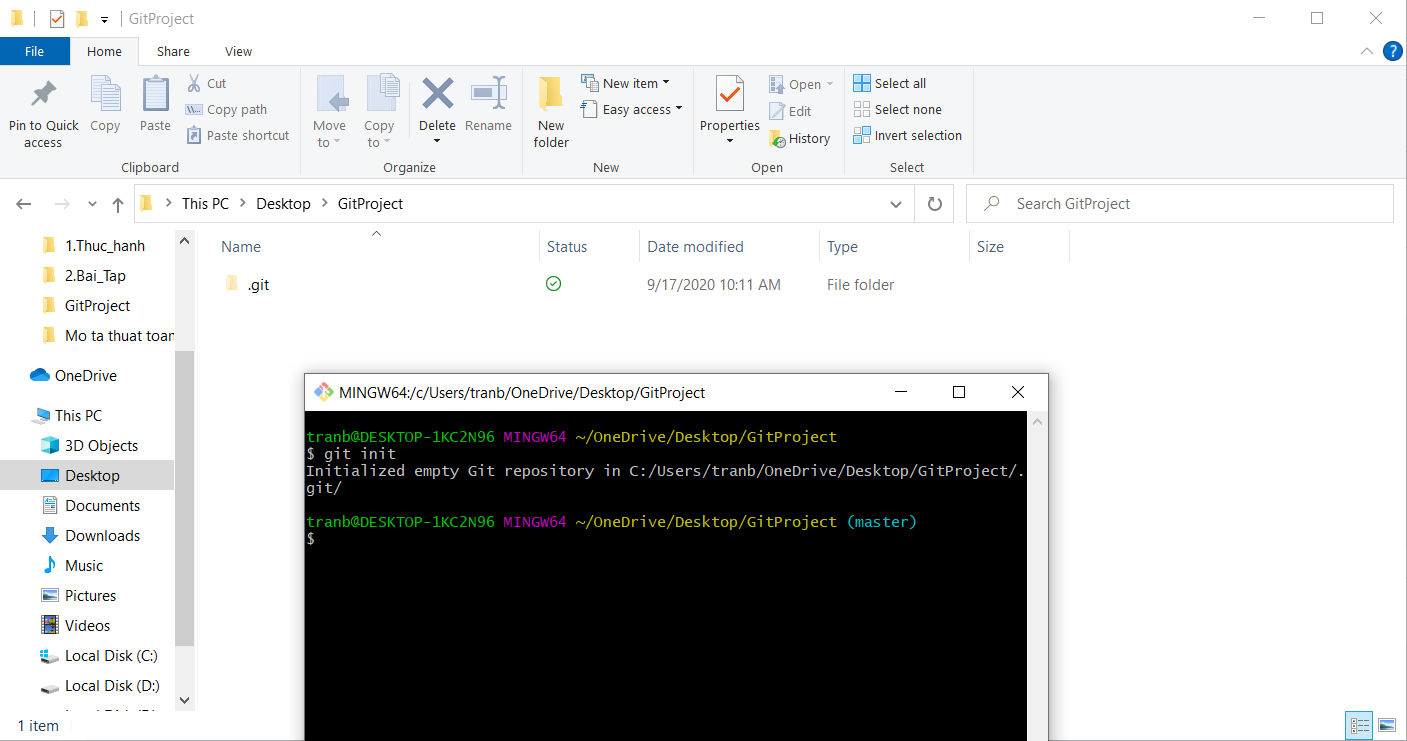 GitProject
File Home Share View
Pin to Quick access
Copy
Paste
Cut
Copy path
Paste shortcut
Clipboard
Move to
Copy to
Delete
Rename
Organize
New folder
New item
Easy access
New
Properties
Open
Edit
History
Open
Select all
Select none
Invert selection
Select
This PC > Desktop > GitProject
Search GitProject
Name Status Date modified Type Size
.git 9/17/2020 10:11 AM File folder
1.Thuc_hanh
2.Bai_Tap
GitProject
Mo ta thuat toan
OneDrive
This PC
3D Objects
Desktop
Documents
Downloads
Music
Pictures
Videos
Local Disk (C:)
Local Disk (D:)
1 item
MINGW64:/c/Users/tranb/OneDrive/Desktop/GitProject
tranb@DESKTOP-1KC2N96 MINGW64 ~/OneDrive/Desktop/GitProject
$ git init
Initialized empty Git repository in C:/Users/tranb/OneDrive/Desktop/GitProject/.
git/
tranb@DESKTOP-1KC2N96 MINGW64 ~/OneDrive/Desktop/GitProject (master)
$